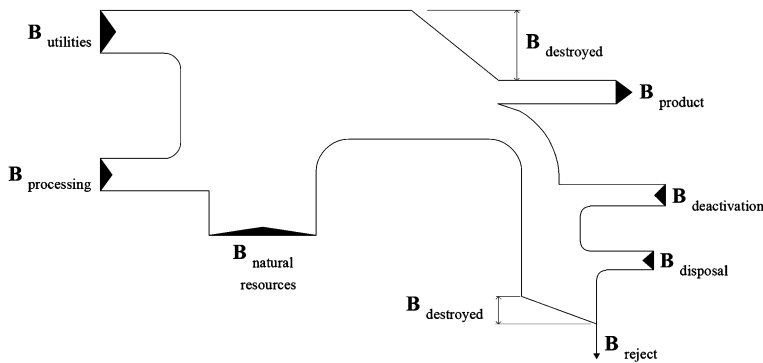 B utilities
B destroyed
B product
B processing
B deactivation
B natural
resources
B disposal
B destroyed
B reject